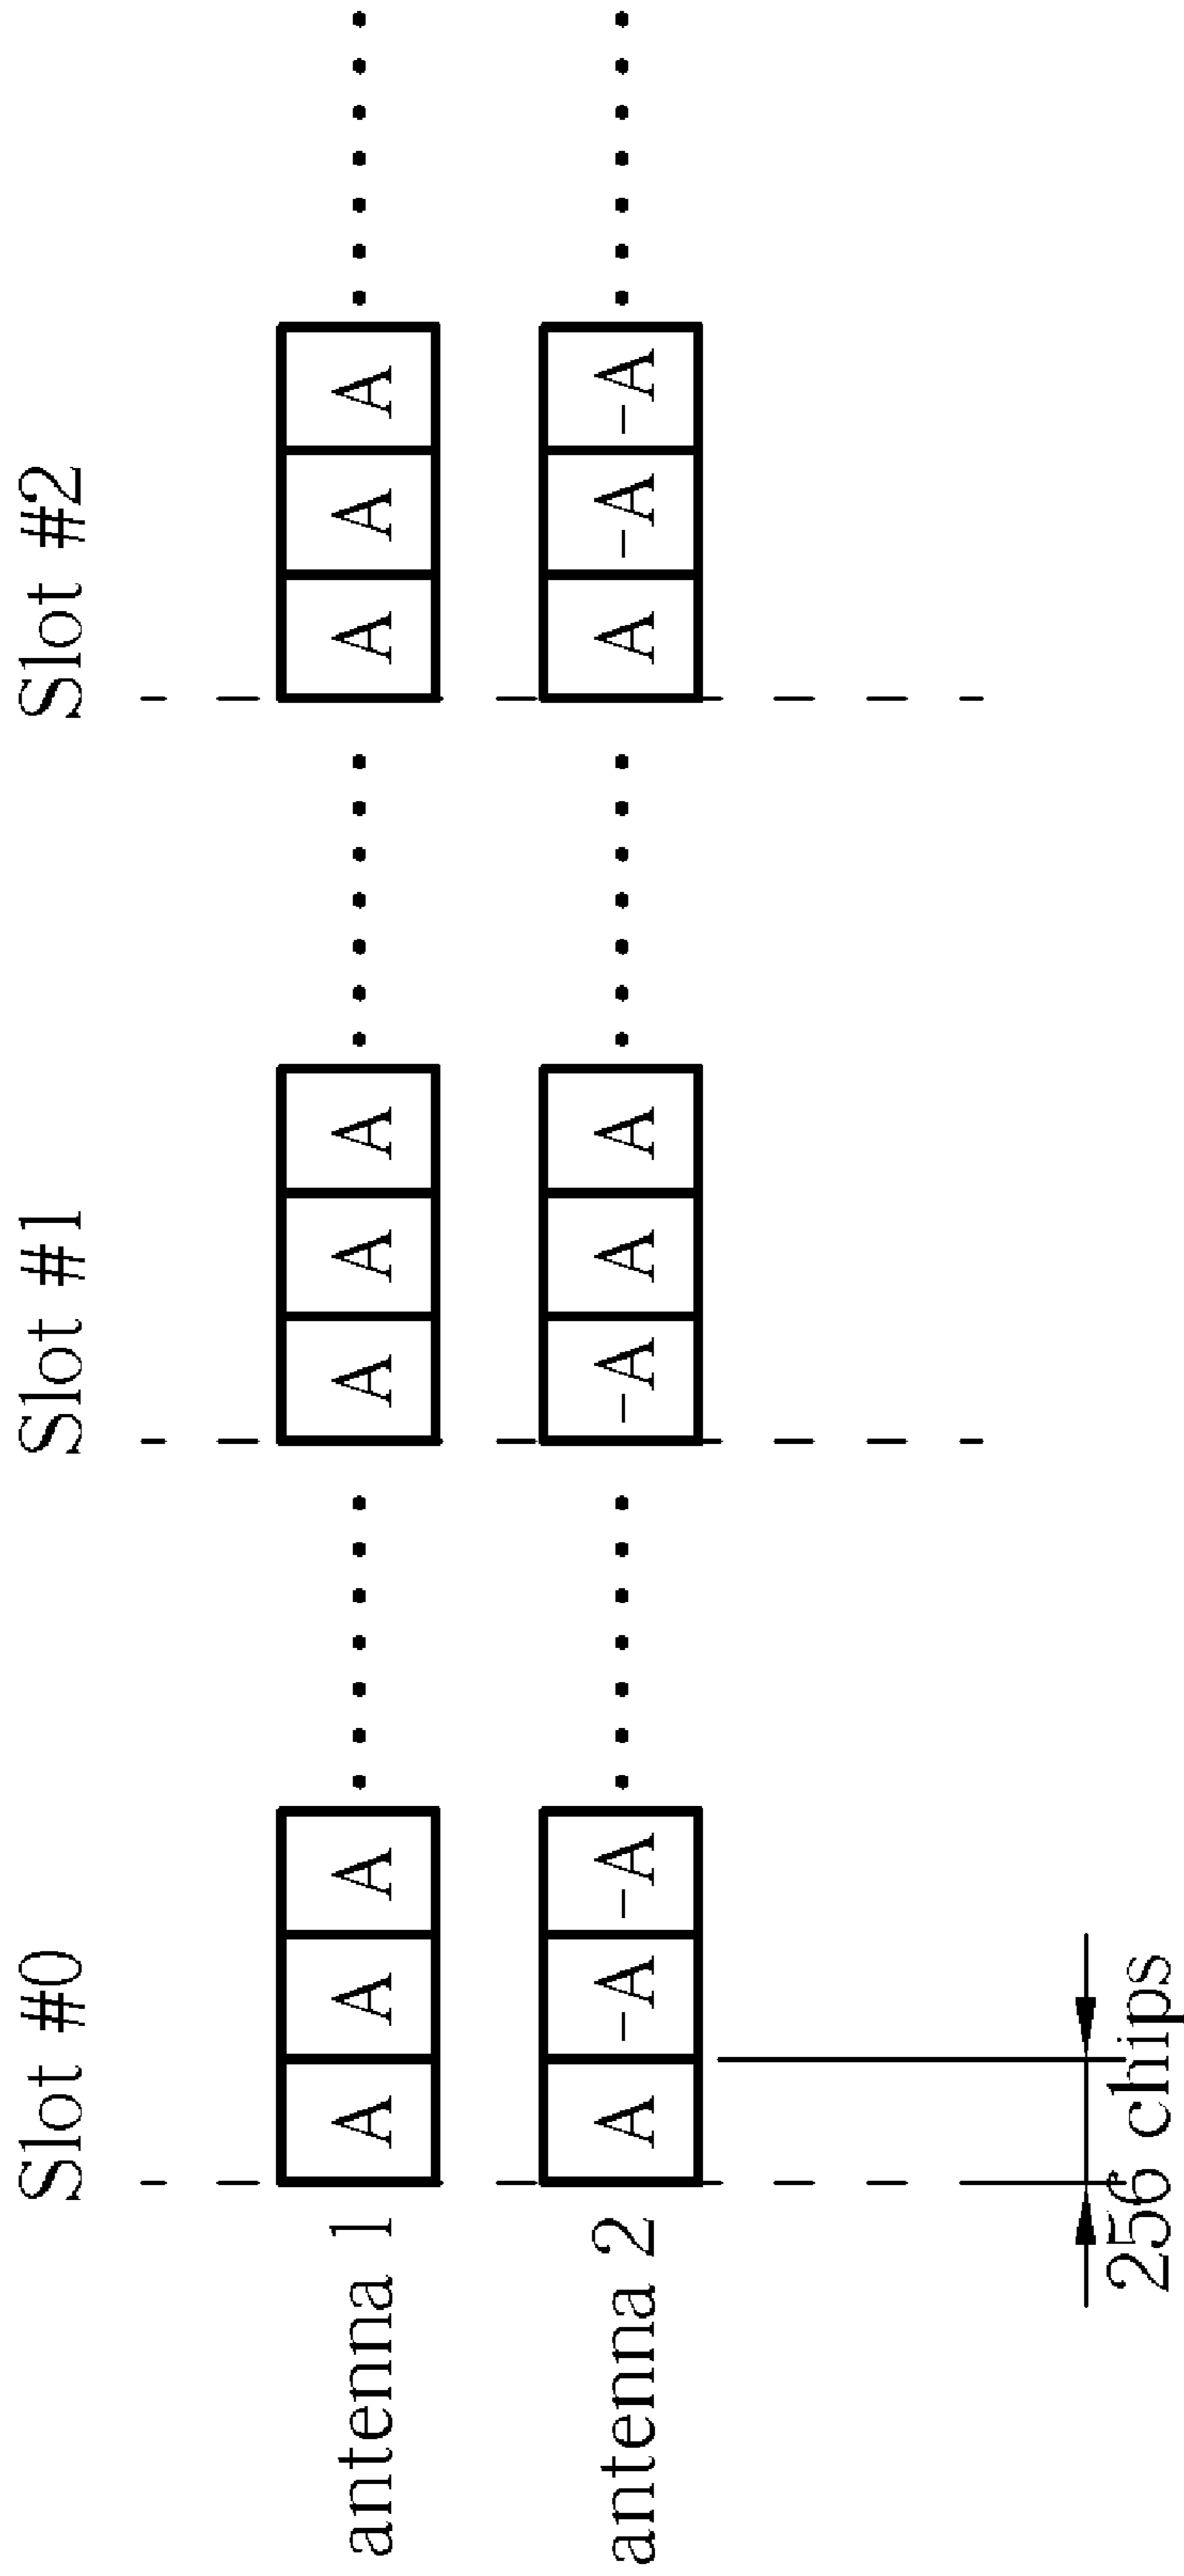 Slot #0 Slot #1 Slot #2
antenna 1 A A A A A A A A A
antenna 2 A -A -A -A A A A -A -A
256 chips